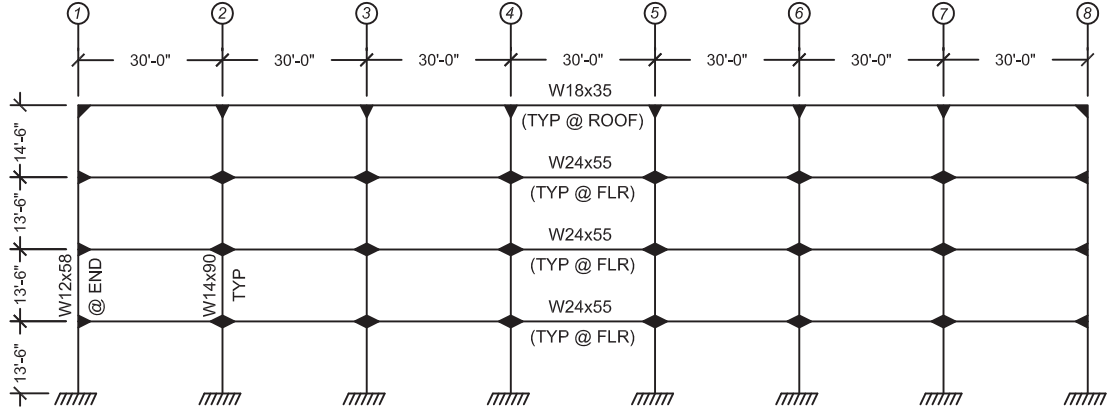 1 2 3 4 5 6 7 8
30'-0" 30'-0" 30'-0" 30'-0" 30'-0" 30'-0" 30'-0"
W18x35
(TYP @ ROOF)
14'-6"
W24x55
(TYP @ FLR)
13'-6"
W24x55
(TYP @ FLR)
13'-6"
W12x58
@ END
W14x90
TYP
W24x55
(TYP @ FLR)
13'-6"